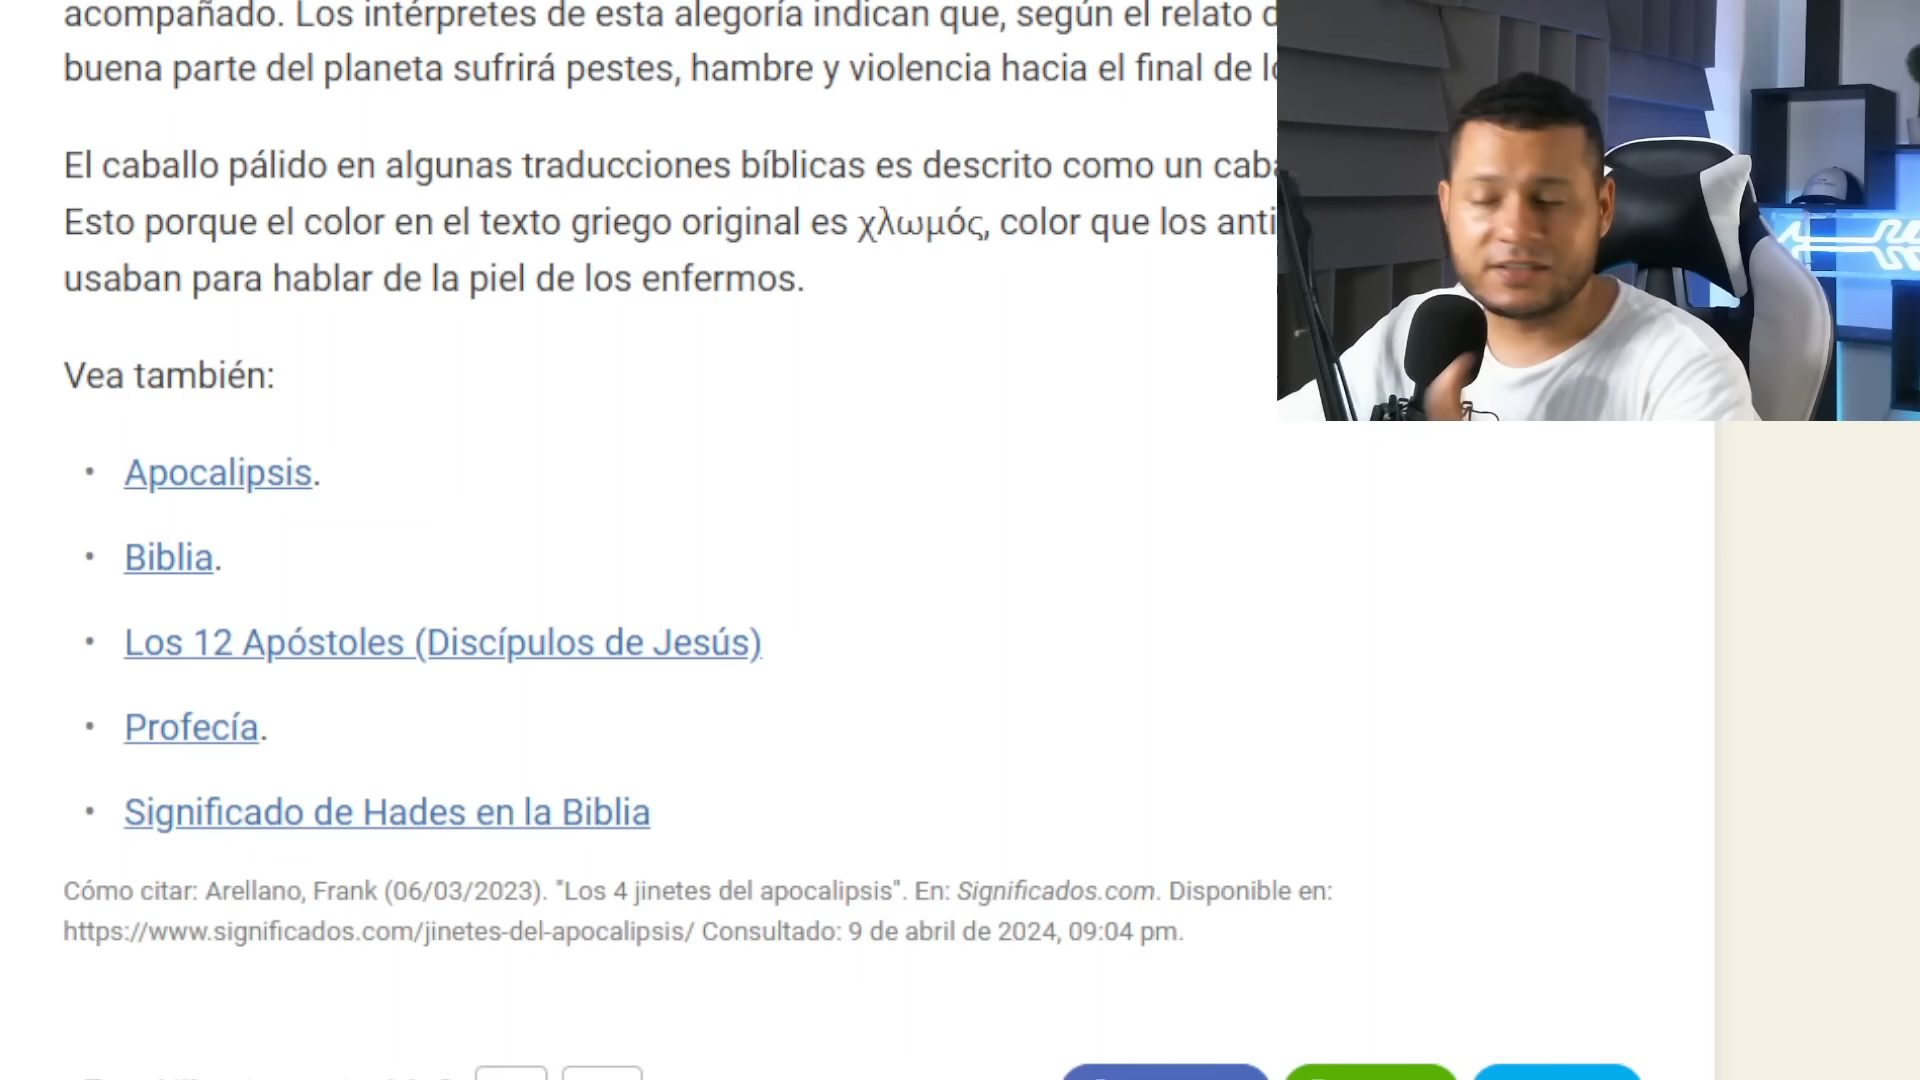 acompañado. Los intérpretes de esta alegoría indican que, según el relato
buena parte del planeta sufrirá pestes, hambre y violencia hacia el final de
El caballo pálido en algunas traducciones bíblicas es descrito como un
Esto porque el color en el texto griego original es χλωμός, color que los
usaban para hablar de la piel de los enfermos.
Vea también:
• Apocalipsis.
• Biblia.
• Los 12 Apóstoles (Discípulos de Jesús)
• Profecía.
• Significado de Hades en la Biblia
Cómo citar: Arellano, Frank (06/03/2023). "Los 4 jinetes del apocalipsis". En: Significados.com. Disponible en:
https://www.significados.com/jinetes-del-apocalipsis/ Consultado: 9 de abril de 2024, 09:04 pm.